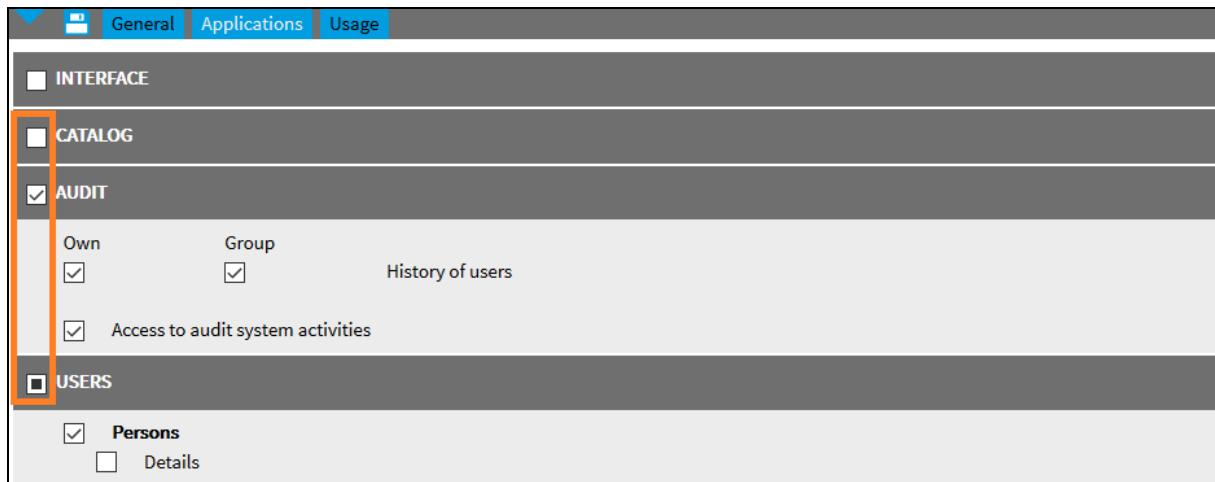 General Applications Usage
INTERFACE
CATALOG
AUDIT
Own Group
History of users
Access to audit system activities
USERS
Persons
Details